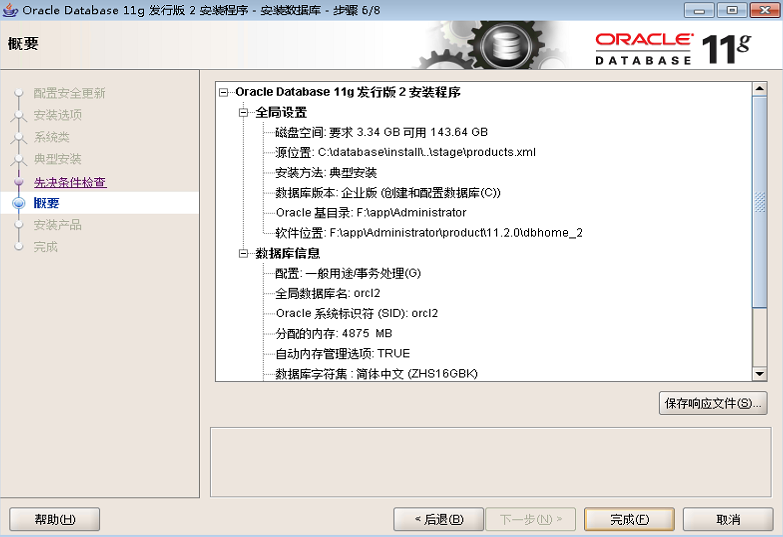 Oracle Database 11g 发行版 2 安装程序 - 安装数据库 - 步骤 6/8
概要
ORACLE
DATABASE
11g
配置安全更新
安装选项
系统类
典型安装
先决条件检查
概要
安装产品
完成
Oracle Database 11g 发行版 2 安装程序
全局设置
磁盘空间: 要求 3.34 GB 可用 143.64 GB
源位置: C:\database\install\..\stage\products.xml
安装方法: 典型安装
数据库版本: 企业版 (创建和配置数据库(C))
Oracle 基目录: F:\app\Administrator
软件位置: F:\app\Administrator\product\11.2.0\dbhome_2
数据库信息
配置: 一般用途/事务处理(G)
全局数据库名: orcl2
Oracle 系统标识符 (SID): orcl2
分配的内存: 4875 MB
自动内存管理选项: TRUE
数据库字符集 : 简体中文 (ZHS16GBK)
保存响应文件(S)...
帮助(H)
< 后退(B)
下一步(N) >
完成(F)
取消